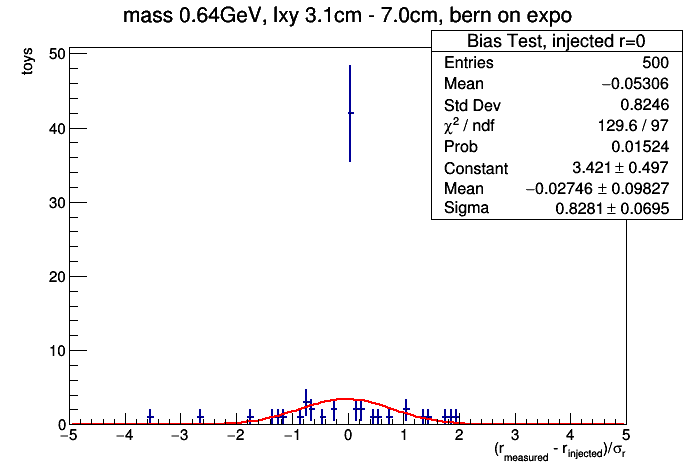 mass 0.64GeV, lxy 3.1cm - 7.0cm, bern on expo
toys
50
40
30
20
10
0
Bias Test, injected r=0
Entries 500
Mean −0.05306
Std Dev 0.8246
χ² / ndf 129.6 / 97
Prob 0.01524
Constant 3.421 ± 0.497
Mean −0.02746 ± 0.09827
Sigma 0.8281 ± 0.0695
−5 −4 −3 −2 −1 0 1 2 3 4 5
(r_measured - r_injected)/σ_r